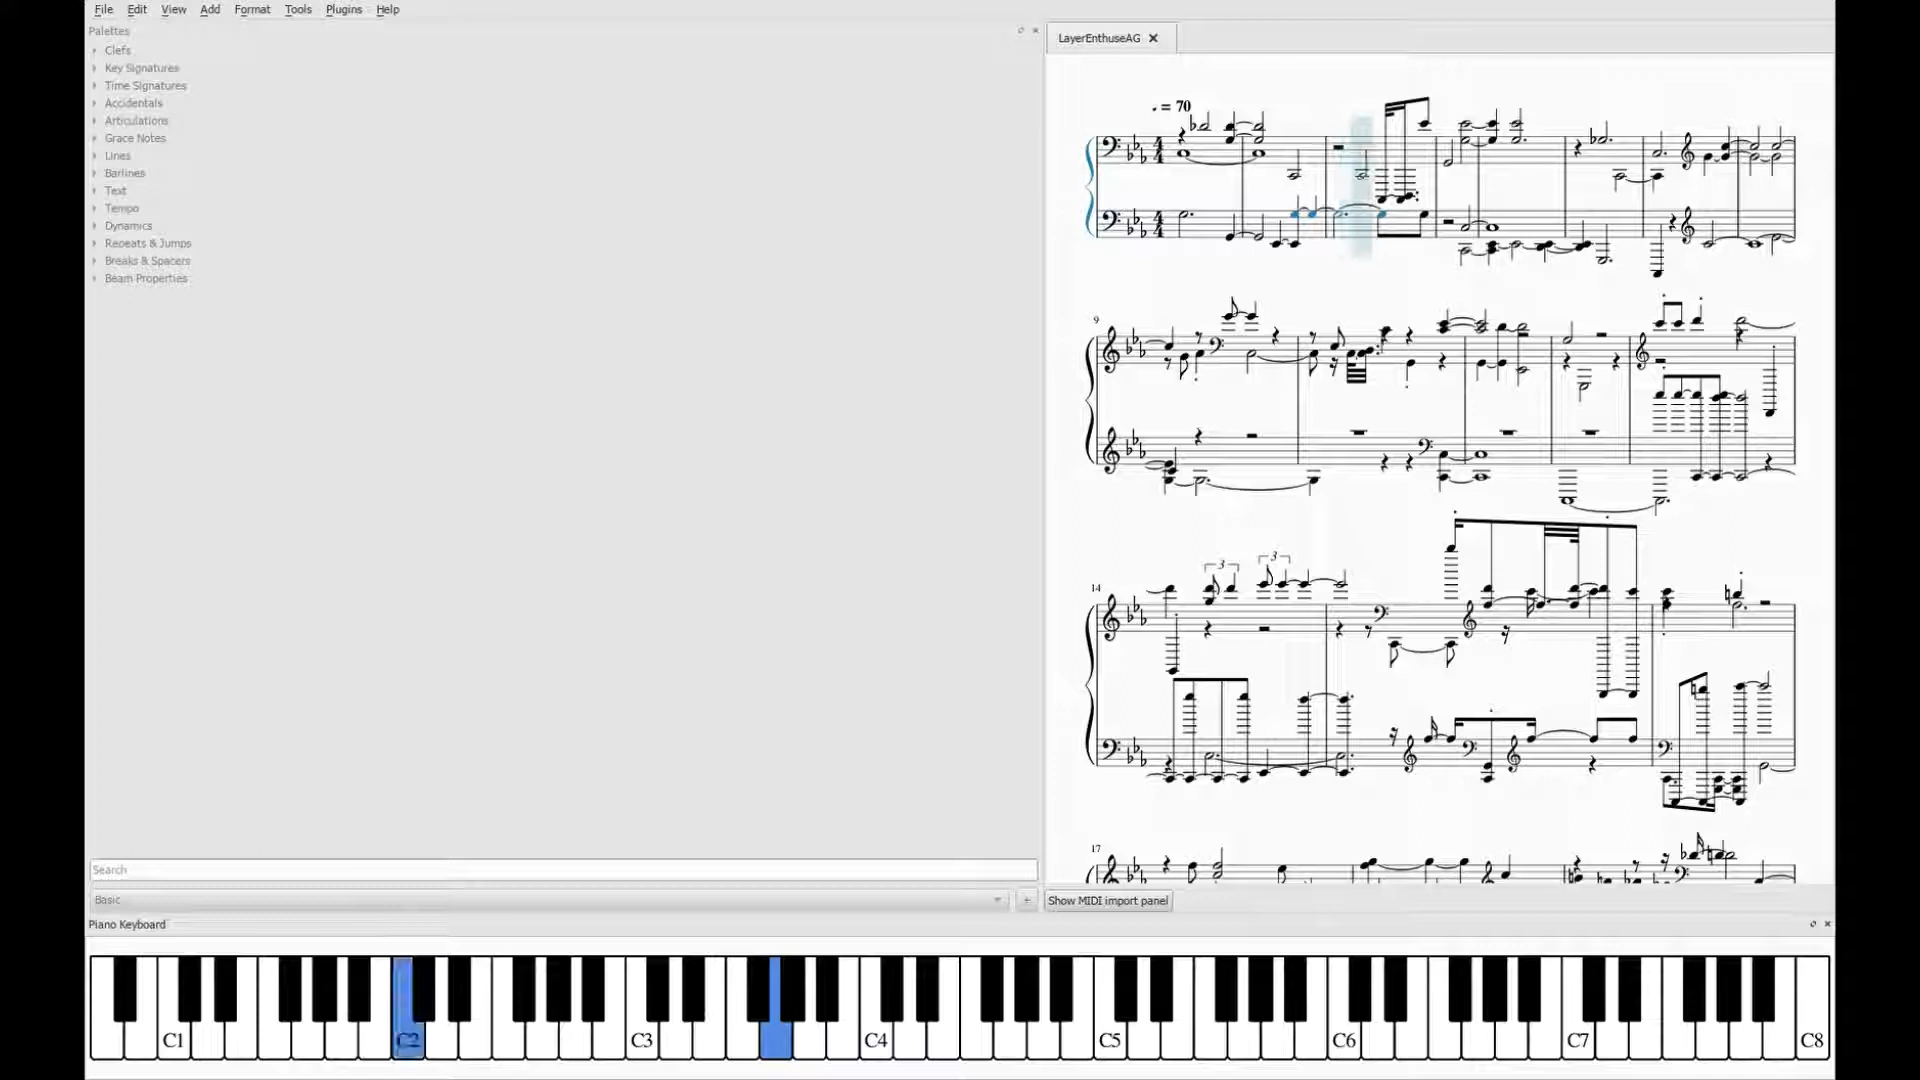 File Edit View Add Format Tools Plugins Help
Palettes
Clefs
Key Signatures
Time Signatures
Accidentals
Articulations
Grace Notes
Lines
Barlines
Text
Tempo
Dynamics
Repeats & Jumps
Breaks & Spacers
Beam Properties
Search
Basic
LayerEnthuseAG
= 70
9
14
3 3
17
Show MIDI import panel
Piano Keyboard
C1 C2 C3 C4 C5 C6 C7 C8